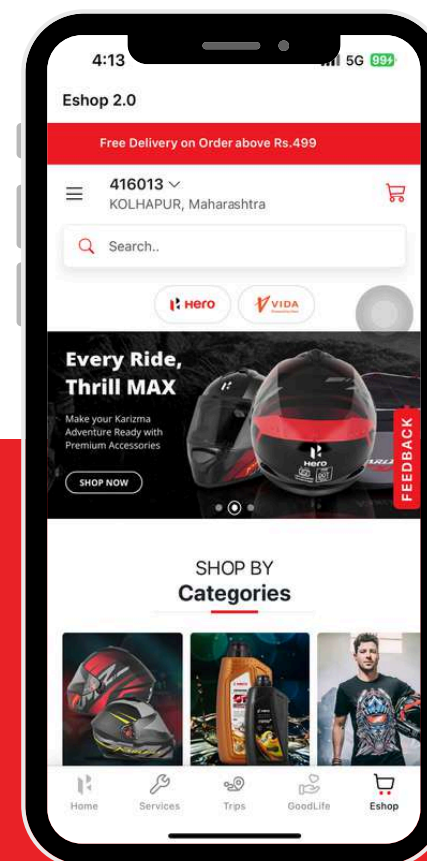 4:13
5G 99+
Eshop 2.0
Free Delivery on Order above Rs.499
416013
KOLHAPUR, Maharashtra
Search..
Hero
VIDA
Every Ride,
Thrill MAX
Make your Karizma
Adventure Ready with
Premium Accessories
SHOP NOW
Hero
FEEDBACK
SHOP BY
Categories
Home
Services
Trips
GoodLife
Eshop